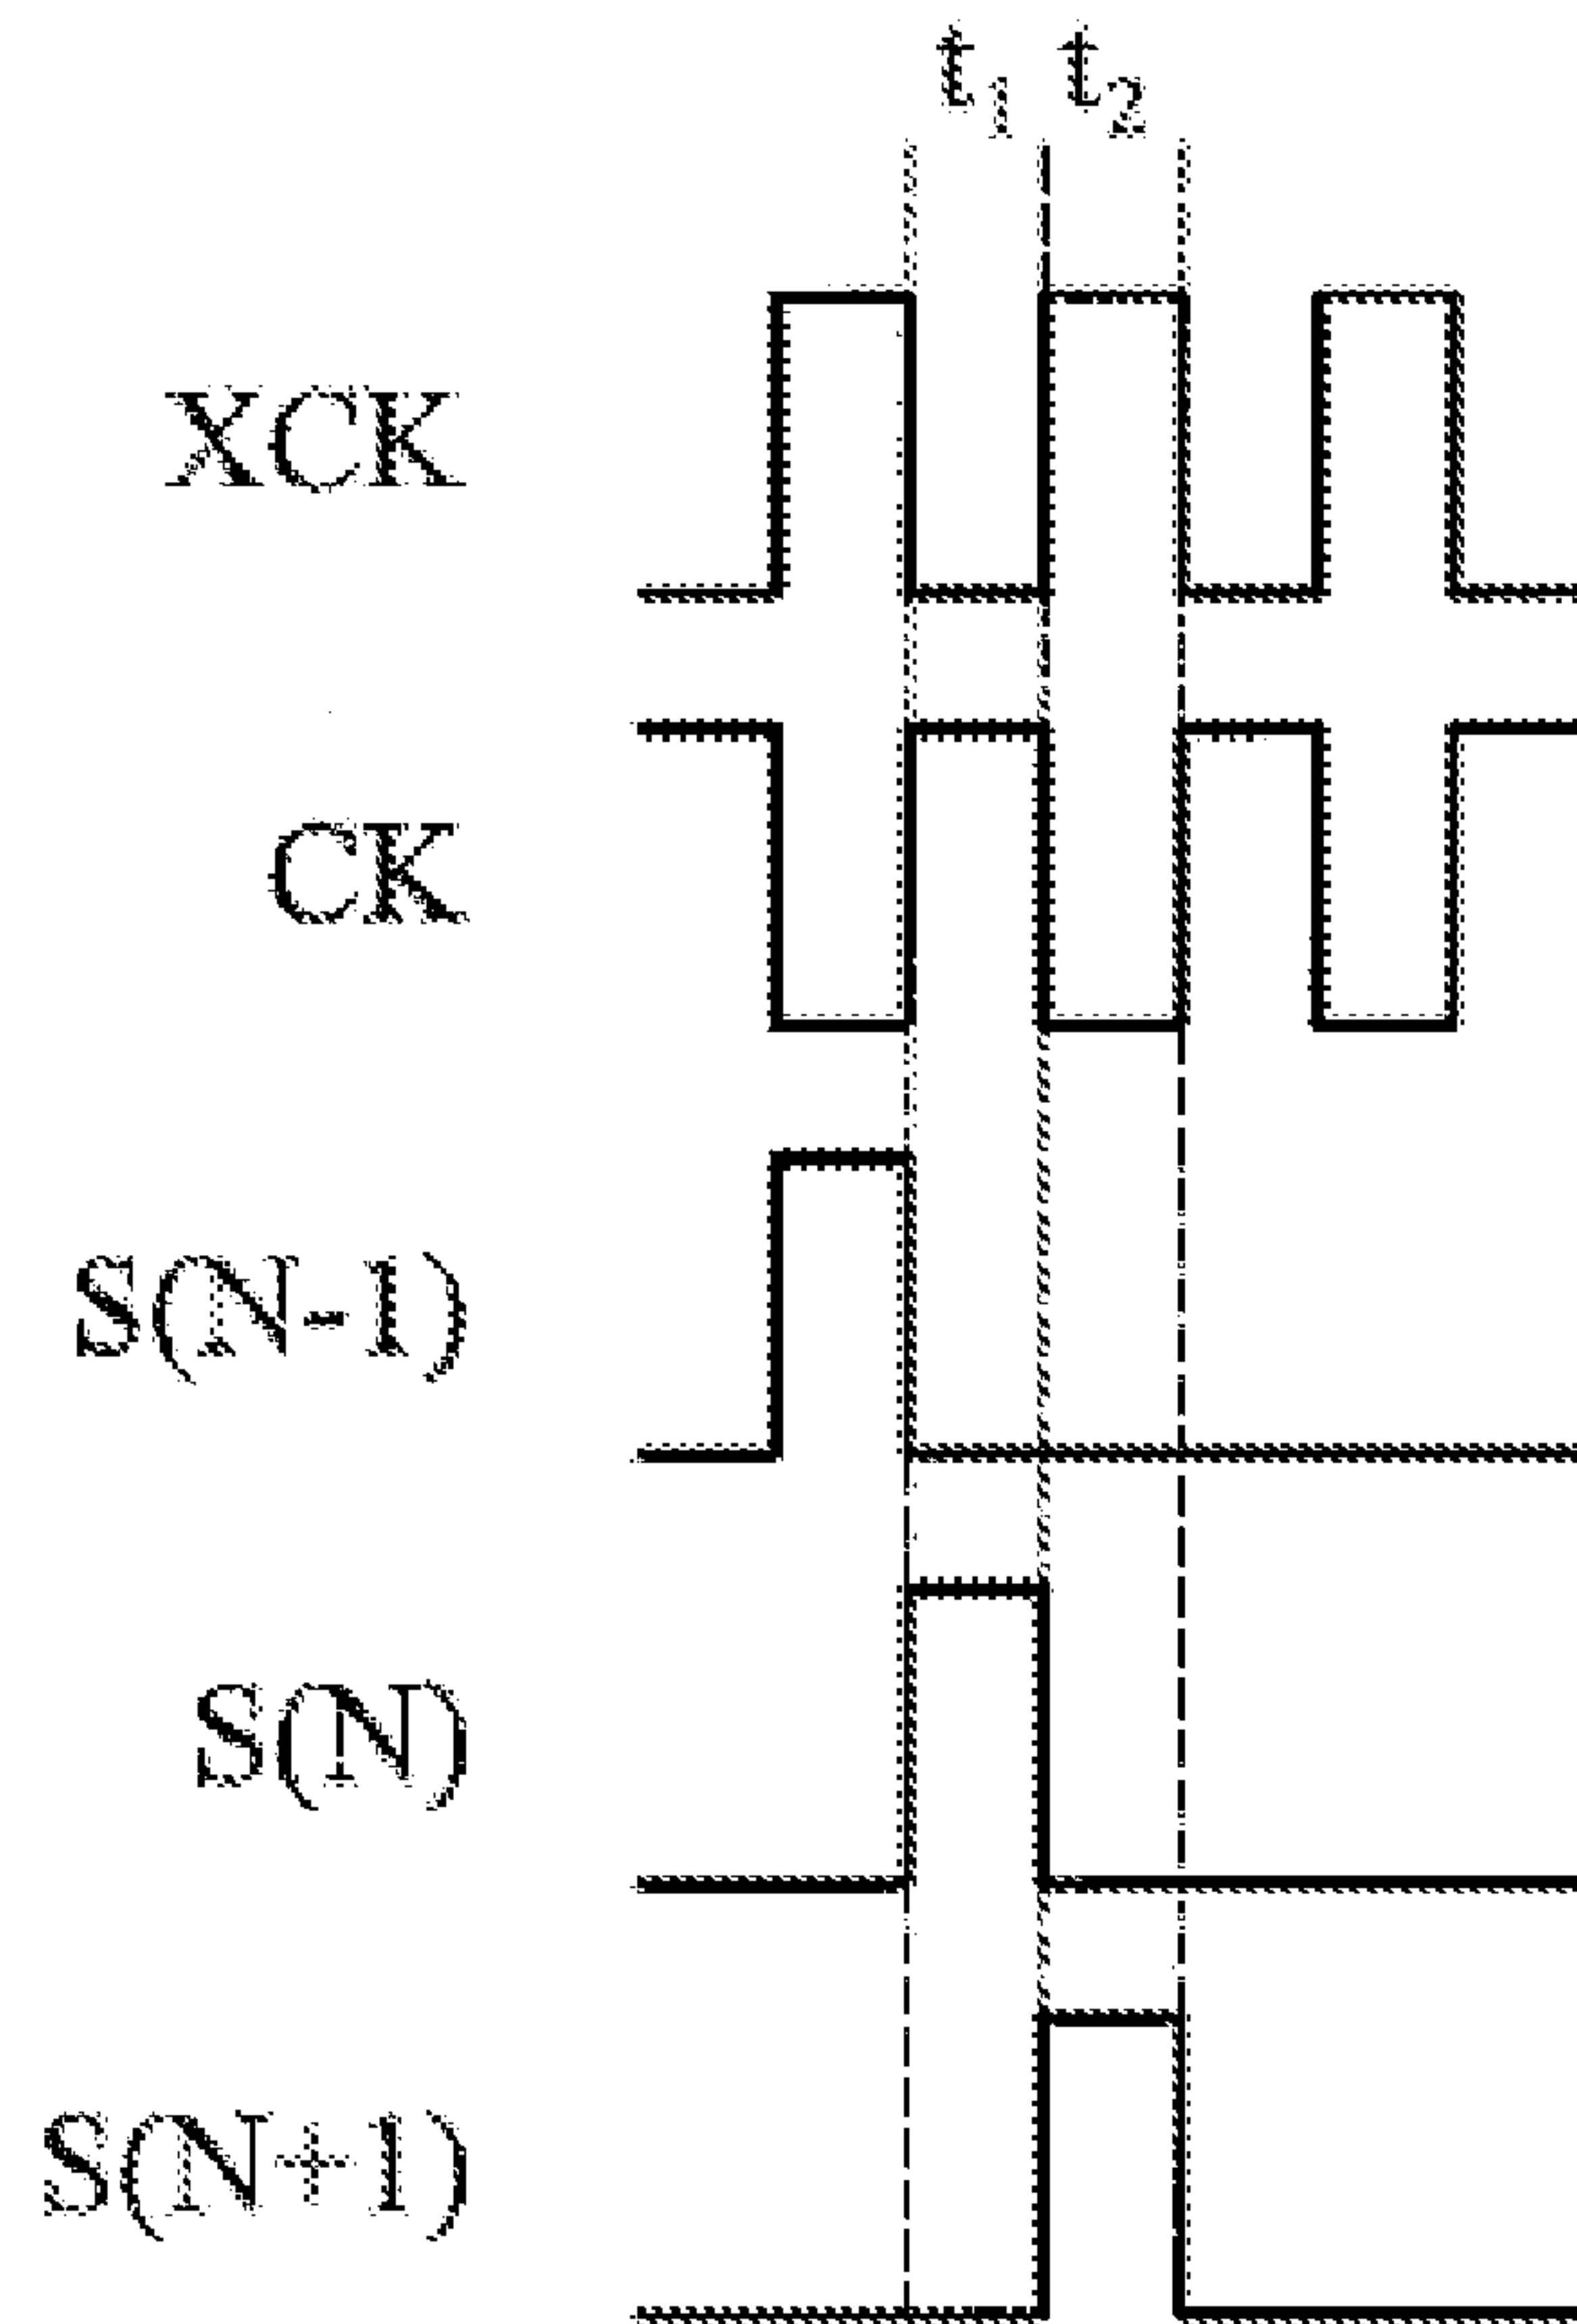 t₁ t₂
XCK
CK
S(N-1)
S(N)
S(N+1)